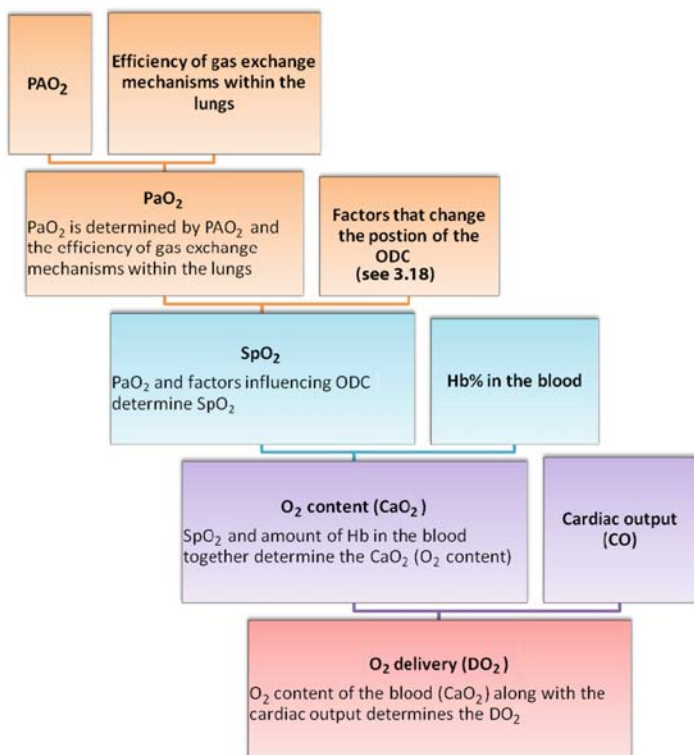 PAO₂
Efficiency of gas exchange
mechanisms within the
lungs
PaO₂
PaO₂ is determined by PAO₂ and
the efficiency of gas exchange
mechanisms within the lungs
Factors that change
the postion of the
ODC
(see 3.18)
SpO₂
PaO₂ and factors influencing ODC
determine SpO₂
Hb% in the blood
O₂ content (CaO₂)
SpO₂ and amount of Hb in the blood
together determine the CaO₂ (O₂ content)
Cardiac output
(CO)
O₂ delivery (DO₂)
O₂ content of the blood (CaO₂) along with the
cardiac output determines the DO₂